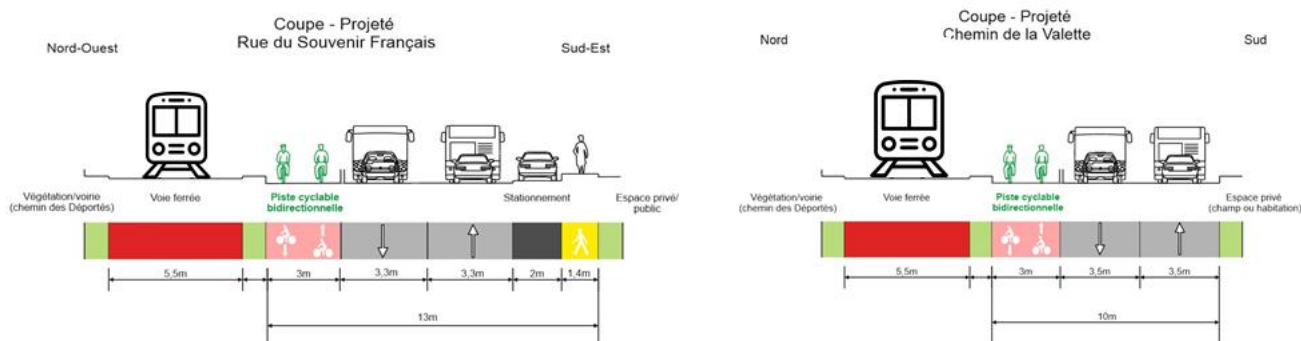 Coupe - Projeté
Rue du Souvenir Français
Nord-Ouest
Sud-Est
Végétation/voirie
(chemin des Déportés)
Voie ferrée
Piste cyclable
bidirectionnelle
Stationnement
Espace privé/
public
5,5m
3m
3,3m
3,3m
2m
1,4m
13m
Coupe - Projeté
Chemin de la Valette
Nord
Sud
Végétation/voirie
(chemin des Déportés)
Voie ferrée
Piste cyclable
bidirectionnelle
Espace privé
(champ ou habitation)
5,5m
3m
3,5m
3,5m
10m